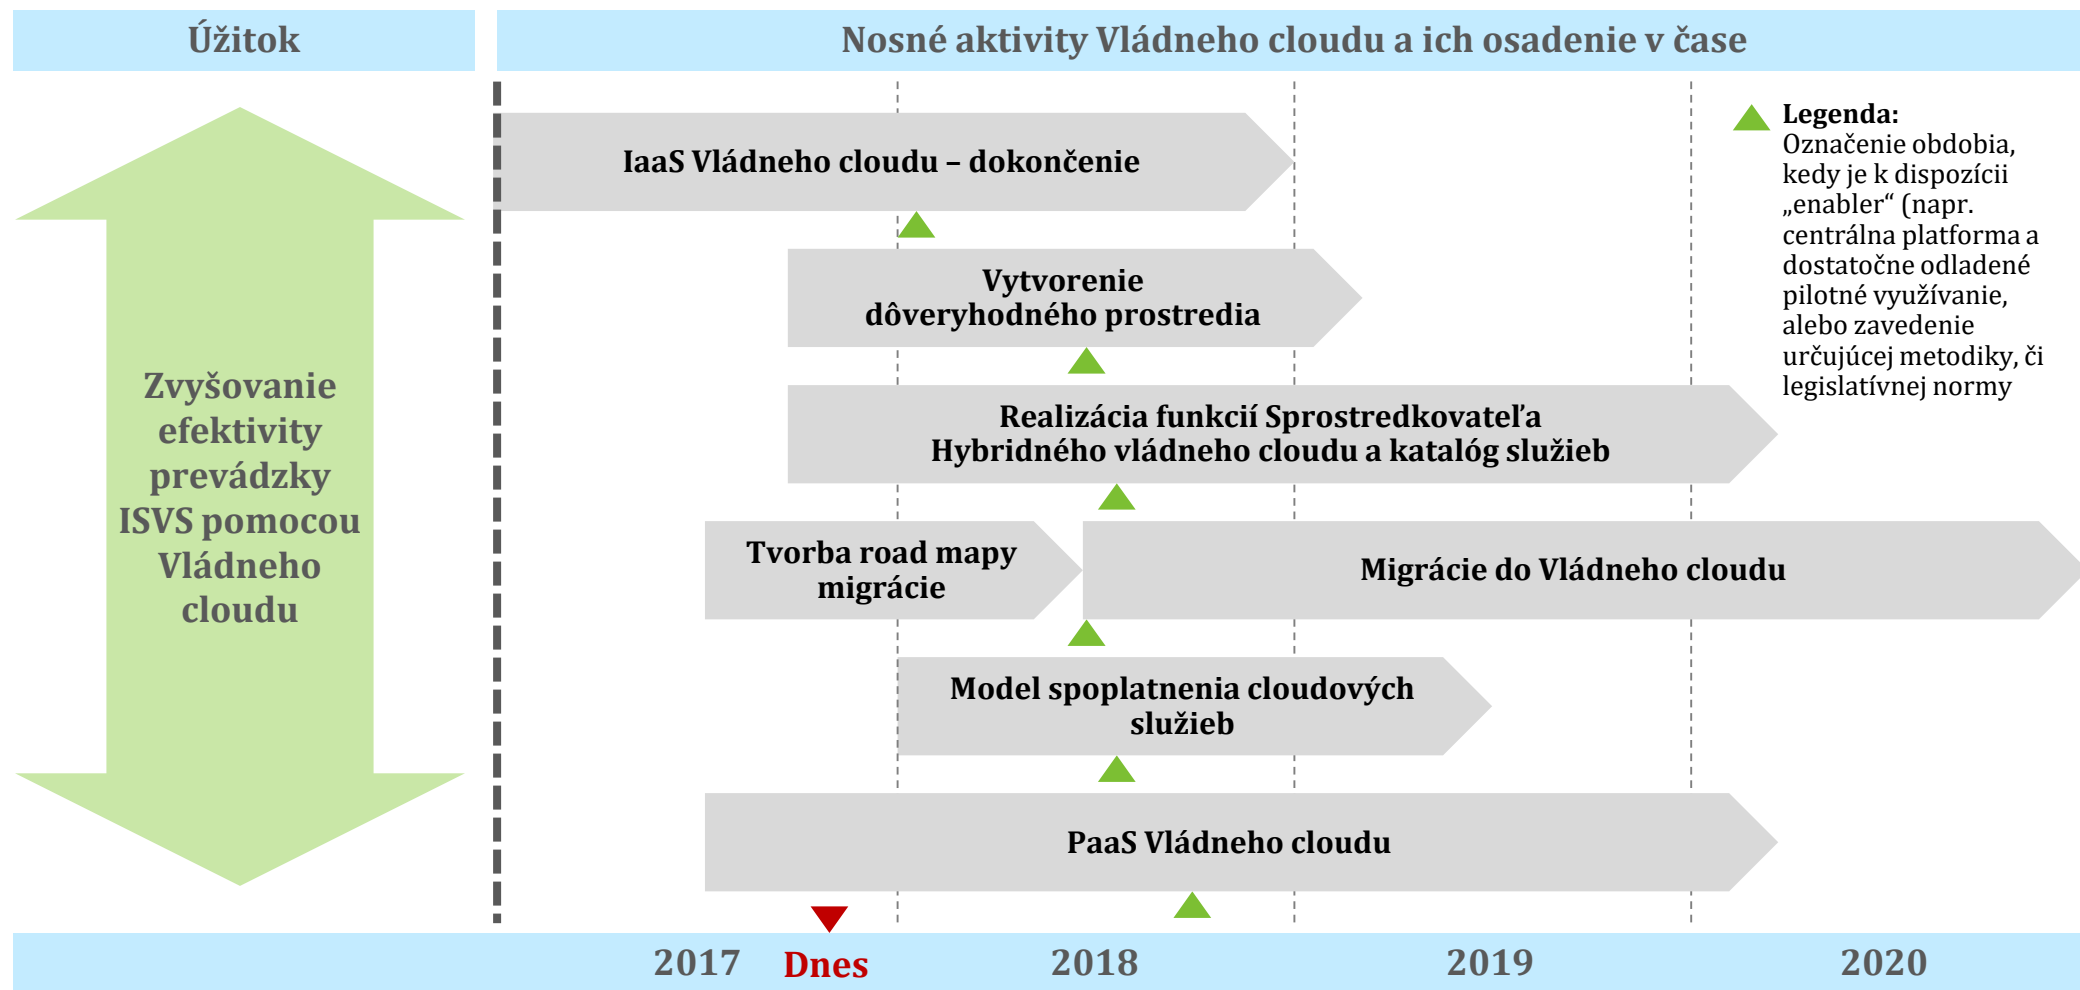 Úžitok
Nosné aktivity Vládneho cloudu a ich osadenie v čase
Zvyšovanie
efektivity
prevádzky
ISVS pomocou
Vládneho
cloudu
IaaS Vládneho cloudu – dokončenie
Vytvorenie
dôveryhodného prostredia
Realizácia funkcií Sprostredkovateľa
Hybridného vládneho cloudu a katalóg služieb
Tvorba road mapy
migrácie
Migrácie do Vládneho cloudu
Model spoplatnenia cloudových
služieb
PaaS Vládneho cloudu
Legenda:
Označenie obdobia,
kedy je k dispozícii
„enabler“ (napr.
centrálna platforma a
dostatočne odladené
pilotné využívanie,
alebo zavedenie
určujúcej metodiky, či
legislatívnej normy
2017
Dnes
2018
2019
2020